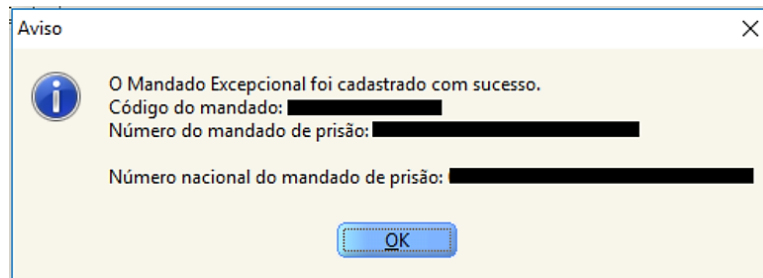 Aviso
O Mandado Excepcional foi cadastrado com sucesso.
Código do mandado:
Número do mandado de prisão:
Número nacional do mandado de prisão:
OK